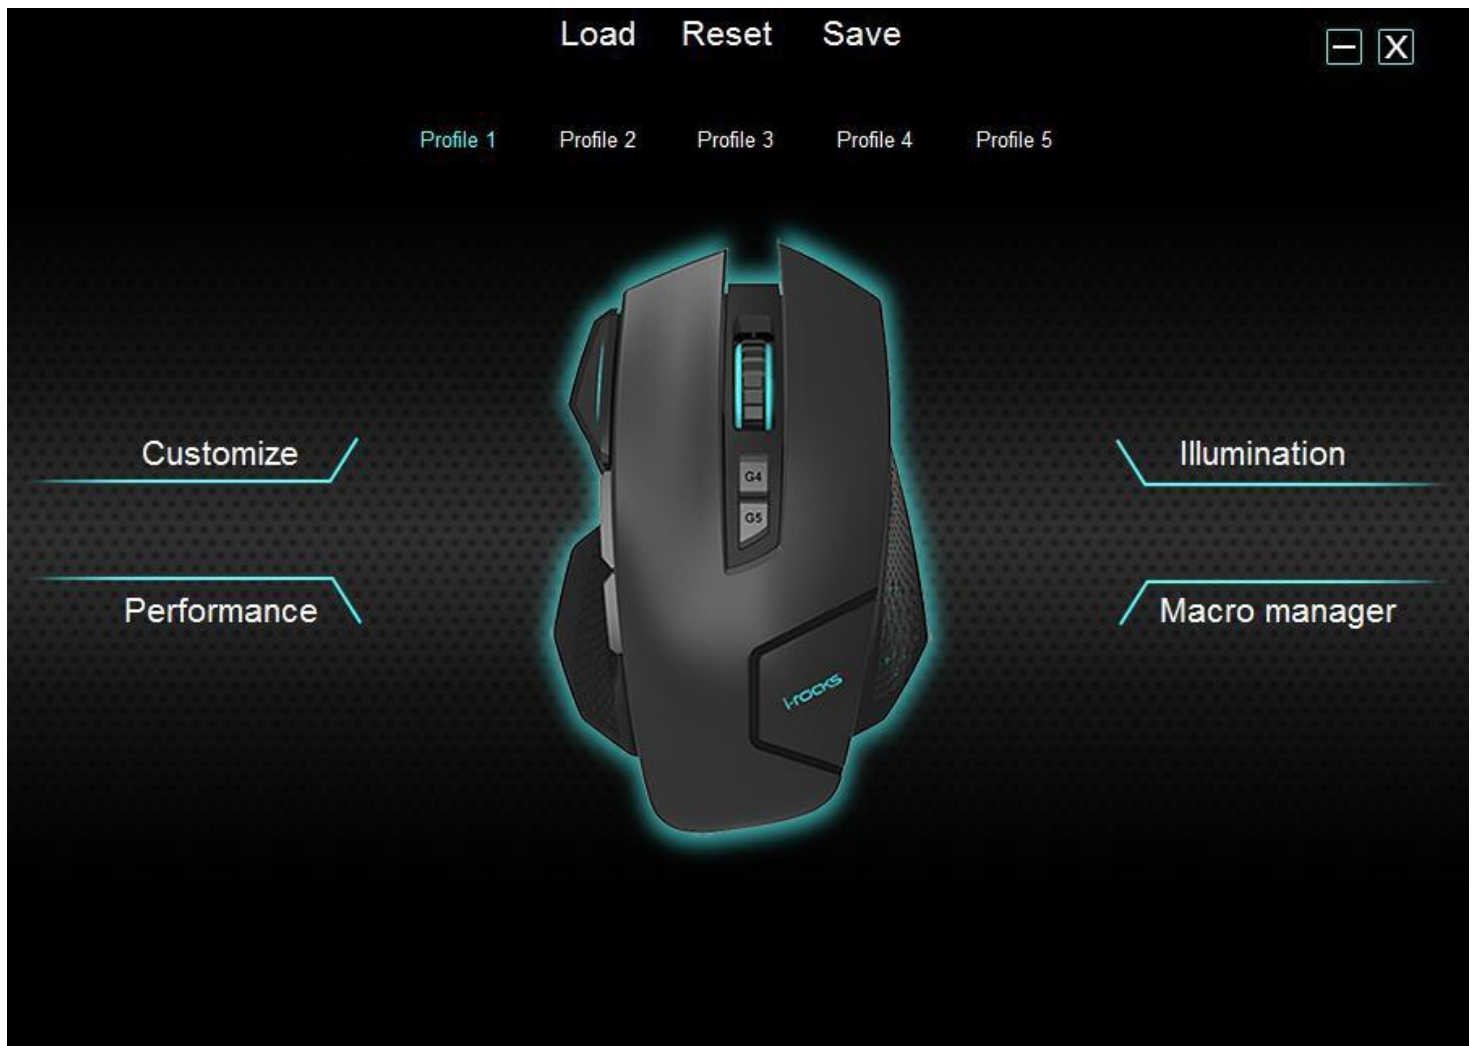 Load Reset Save
X
Profile 1 Profile 2 Profile 3 Profile 4 Profile 5
Customize
Illumination
G4
G5
Performance
Macro manager
i-rocks